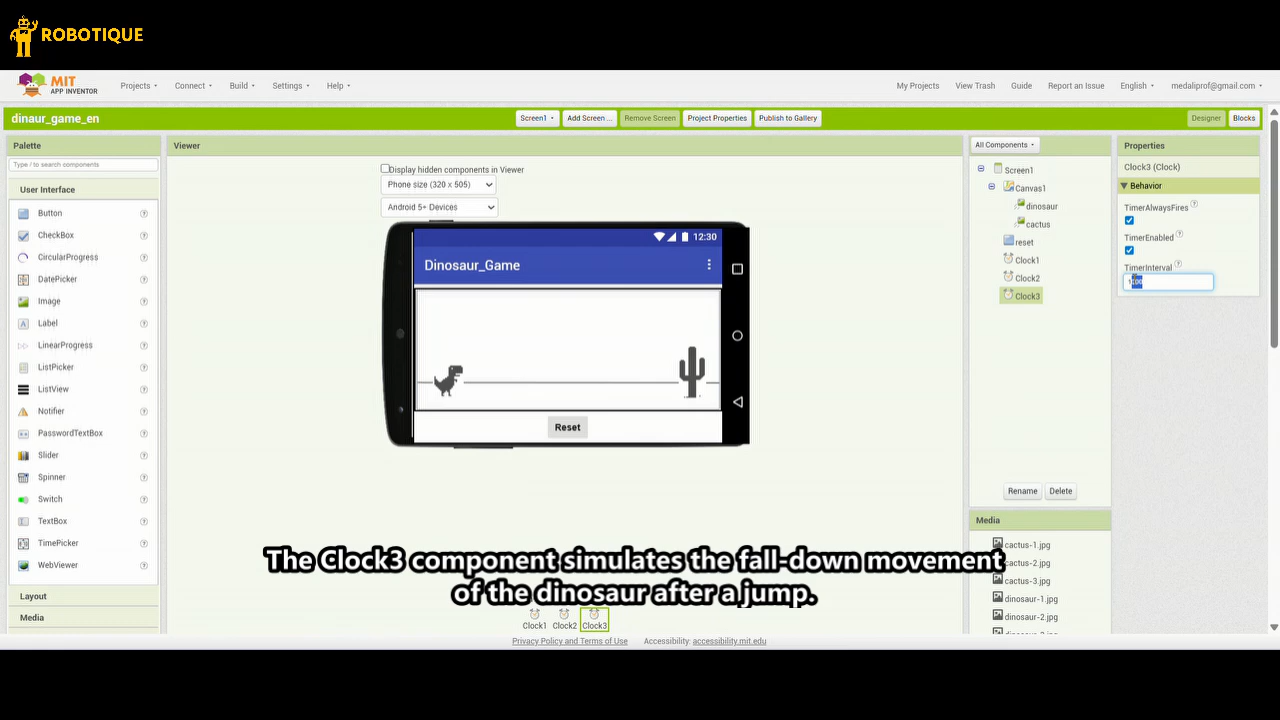 ROBOTIQUE
MIT
APP INVENTOR
Projects
Connect
Build
Settings
Help
My Projects
View Trash
Guide
Report an Issue
English
medaliprof@gmail.com
dinaur_game_en
Screen1
Add Screen ...
Remove Screen
Project Properties
Publish to Gallery
Designer
Blocks
Palette
Type / to search components
User Interface
Button
CheckBox
CircularProgress
DatePicker
Image
Label
LinearProgress
ListPicker
ListView
Notifier
PasswordTextBox
Slider
Spinner
Switch
TextBox
TimePicker
WebViewer
Layout
Media
Viewer
Display hidden components in Viewer
Phone size (320 x 505)
Android 5+ Devices
12:30
Dinosaur_Game
Reset
The Clock3 component simulates the fall-down movement
of the dinosaur after a jump.
Clock1
Clock2
Clock3
Privacy Policy and Terms of Use
Accessibility: accessibility.mit.edu
All Components
Screen1
Canvas1
dinosaur
cactus
reset
Clock1
Clock2
Clock3
Rename
Delete
Media
cactus-1.jpg
cactus-2.jpg
cactus-3.jpg
dinosaur-1.jpg
dinosaur-2.jpg
Properties
Clock3 (Clock)
Behavior
TimerAlwaysFires
TimerEnabled
TimerInterval